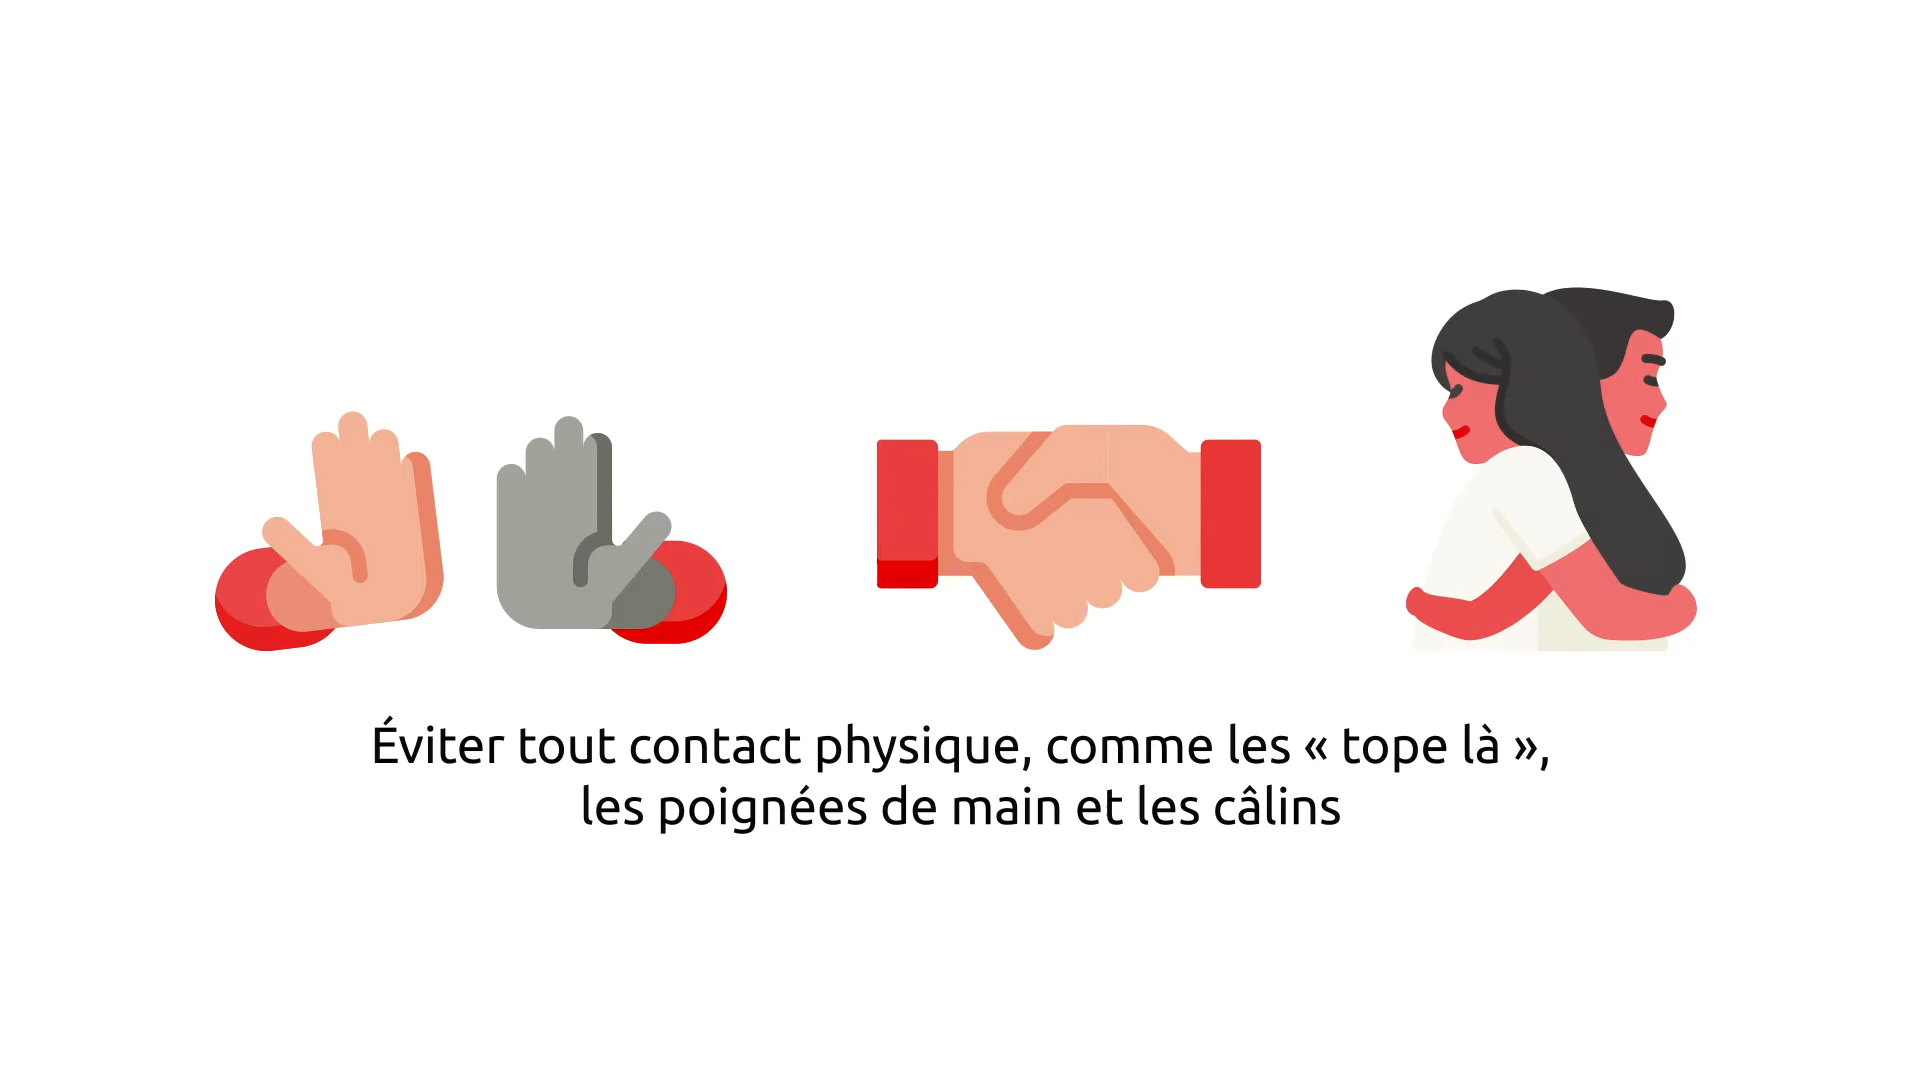 Éviter tout contact physique, comme les « tope là »,
les poignées de main et les câlins